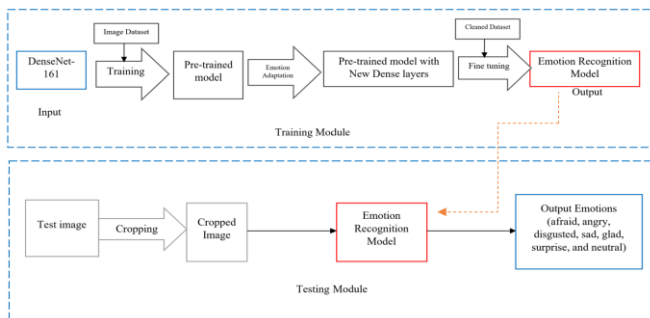 Image Dataset
Cleaned Dataset
DenseNet-
161
Training
Pre-trained
model
Emotion
Adaptation
Pre-trained model with
New Dense layers
Fine tuning
Emotion Recognition
Model
Input
Output
Training Module
Test image
Cropping
Cropped
Image
Emotion
Recognition
Model
Output Emotions
(afraid, angry,
disgusted, sad, glad,
surprise, and neutral)
Testing Module